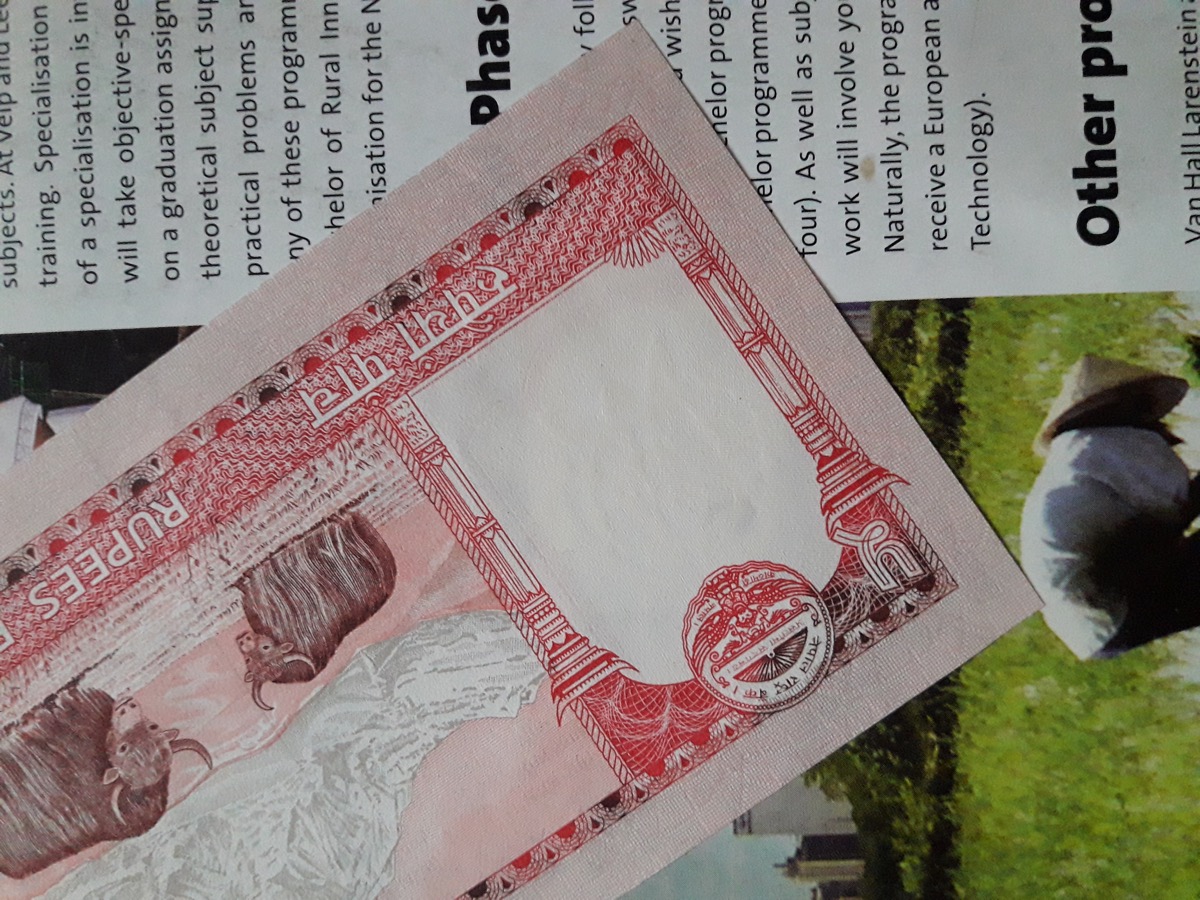 नेपाल राष्ट्र बैंक
काठमाडौं
नेपाल
५
रुपैयाँ पाँच
RUPEES
Other pro
Van Hall Larenstein
four). As well as sub
work will involve yo
Naturally, the progra
receive a European a
Technology).
Phas
subjects. At Velp and
training. Specialisation
of a specialisation is in
will take objective-spe
on a graduation assign
theoretical subject sup
practical problems an
ny of these programm
helor of Rural Inn
nisation for the N
y foll
wish
helor progr
helor programme